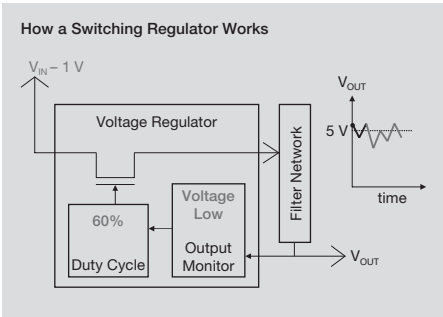 How a Switching Regulator Works
VIN – 1 V
Voltage Regulator
60%
Duty Cycle
Voltage
Low
Output
Monitor
Filter Network
VOUT
VOUT
5 V
time